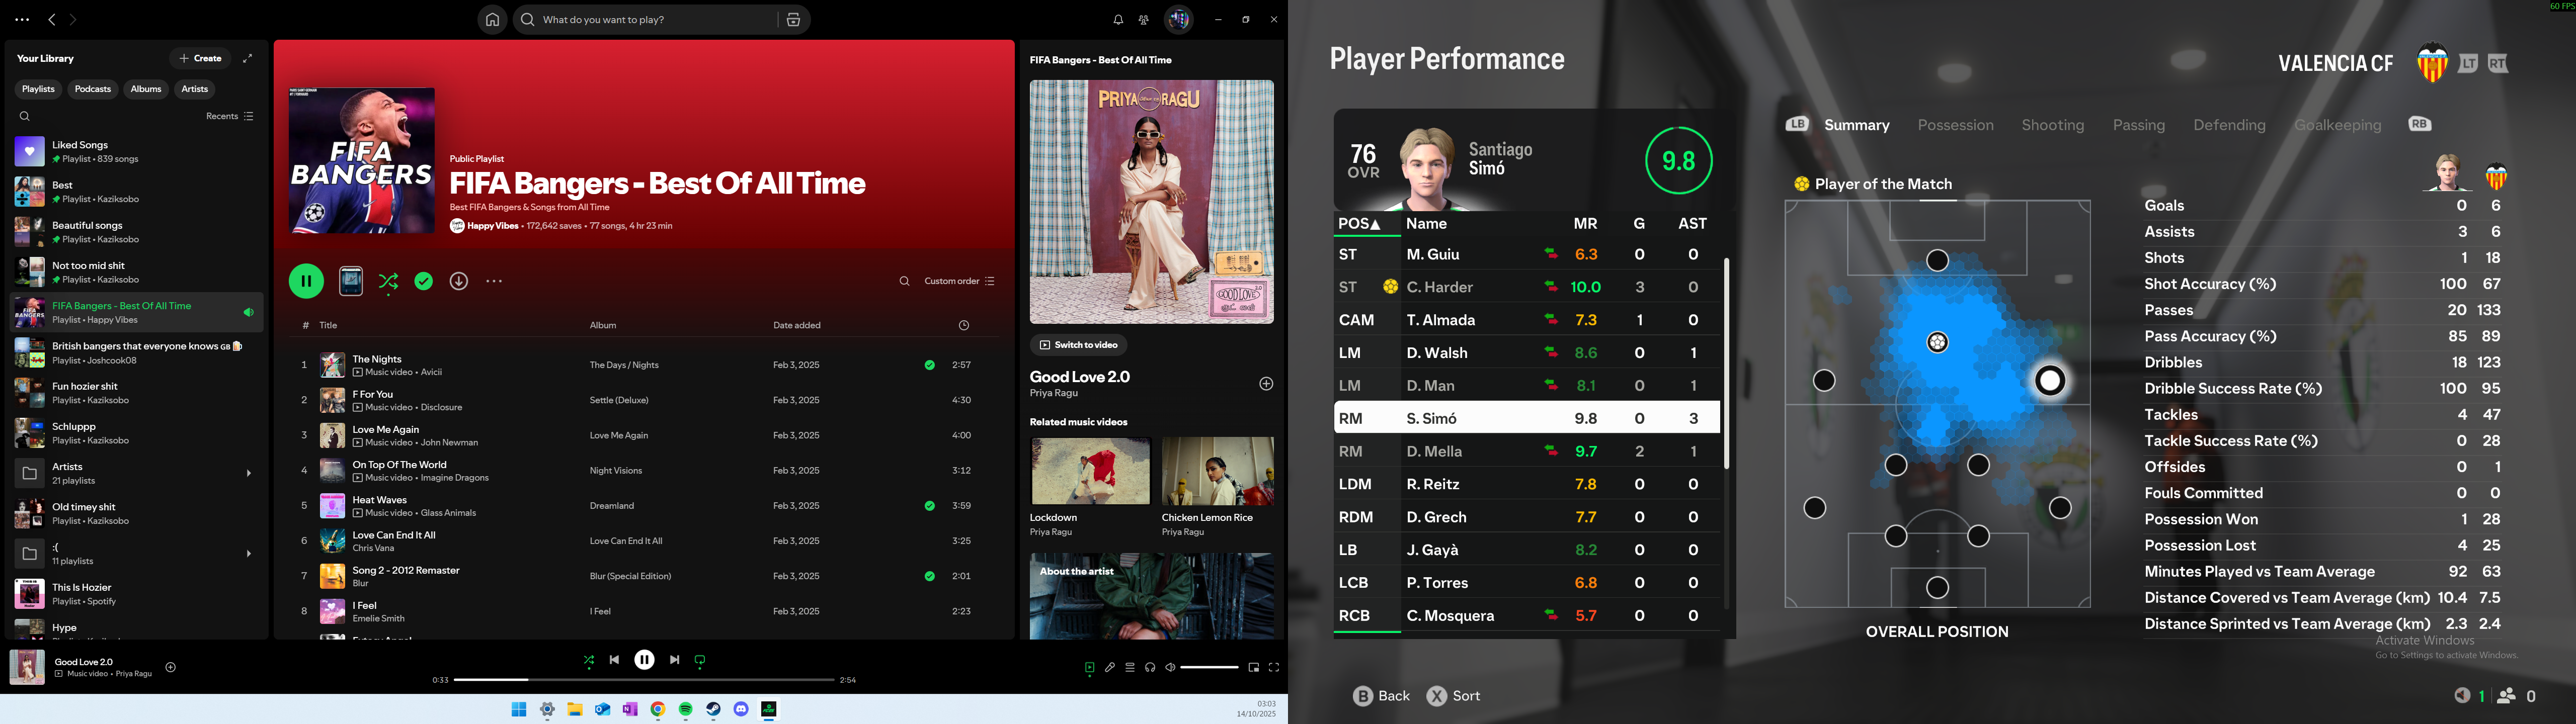 What do you want to play?
Your Library
Create
Playlists
Podcasts
Albums
Artists
Recents
Liked Songs
Playlist • 839 songs
Best
Playlist • Kaziksobo
Beautiful songs
Playlist • Kaziksobo
Not too mid shit
Playlist • Kaziksobo
FIFA Bangers - Best Of All Time
Playlist • Happy Vibes
British bangers that everyone knows GB 🍺
Playlist • Joshcook08
Fun hozier shit
Playlist • Kaziksobo
Schluppp
Playlist • Kaziksobo
Artists
21 playlists
Old timey shit
Playlist • Kaziksobo
:(
11 playlists
This Is Hozier
Playlist • Spotify
Hype
FIFA
BANGERS
Public Playlist
FIFA Bangers - Best Of All Time
Best FIFA Bangers & Songs from All Time
Happy Vibes • 172,642 saves • 77 songs, 4 hr 23 min
Custom order
# Title Album Date added
1 The Nights The Days / Nights Feb 3, 2025 2:57
Music video • Avicii
2 F For You Settle (Deluxe) Feb 3, 2025 4:30
Music video • Disclosure
3 Love Me Again Love Me Again Feb 3, 2025 4:00
Music video • John Newman
4 On Top Of The World Night Visions Feb 3, 2025 3:12
Music video • Imagine Dragons
5 Heat Waves Dreamland Feb 3, 2025 3:59
Music video • Glass Animals
6 Love Can End It All Love Can End It All Feb 3, 2025 3:25
Chris Vana
7 Song 2 - 2012 Remaster Blur (Special Edition) Feb 3, 2025 2:01
Blur
8 I Feel I Feel Feb 3, 2025 2:23
Emelie Smith
FIFA Bangers - Best Of All Time
PRIYA RAGU
GOOD LOVE 2.0
Switch to video
Good Love 2.0
Priya Ragu
Related music videos
Lockdown
Priya Ragu
Chicken Lemon Rice
Priya Ragu
About the artist
Good Love 2.0
Music video • Priya Ragu
0:33
2:54
03:03
14/10/2025
60 FPS
Player Performance
VALENCIA CF
LT
RT
76
OVR
Santiago
Simó
9.8
POS▲ Name MR G AST
ST M. Guiu 6.3 0 0
ST C. Harder 10.0 3 0
CAM T. Almada 7.3 1 0
LM D. Walsh 8.6 0 1
LM D. Man 8.1 0 1
RM S. Simó 9.8 0 3
RM D. Mella 9.7 2 1
LDM R. Reitz 7.8 0 0
RDM D. Grech 7.7 0 0
LB J. Gayà 8.2 0 0
LCB P. Torres 6.8 0 0
RCB C. Mosquera 5.7 0 0
LB Summary Possession Shooting Passing Defending Goalkeeping RB
Player of the Match
OVERALL POSITION
Goals 0 6
Assists 3 6
Shots 1 18
Shot Accuracy (%) 100 67
Passes 20 133
Pass Accuracy (%) 85 89
Dribbles 18 123
Dribble Success Rate (%) 100 95
Tackles 4 47
Tackle Success Rate (%) 0 28
Offsides 0 1
Fouls Committed 0 0
Possession Won 1 28
Possession Lost 4 25
Minutes Played vs Team Average 92 63
Distance Covered vs Team Average (km) 10.4 7.5
Distance Sprinted vs Team Average (km) 2.3 2.4
Activate Windows
Go to Settings to activate Windows.
B Back
X Sort
1
0